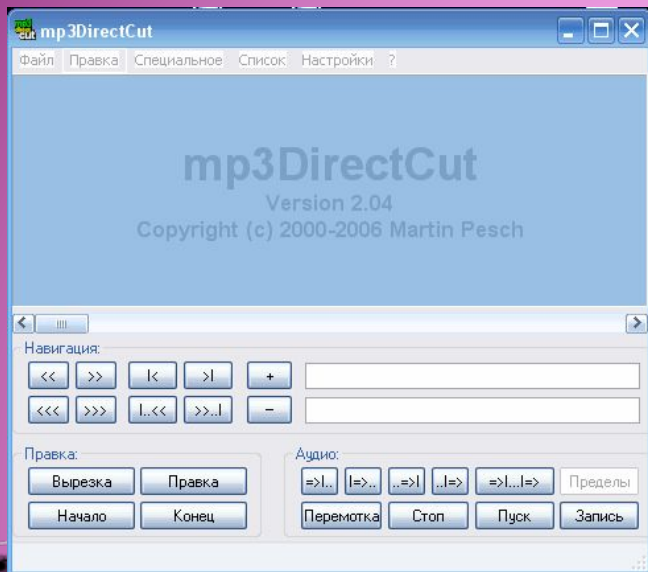 mp3DirectCut
Файл Правка Специальное Список Настройки ?
mp3DirectCut
Version 2.04
Copyright (c) 2000-2006 Martin Pesch
Навигация:
<< >> |< >| +
<<< >>> |..<< >>..| -
Правка:
Вырезка Правка
Начало Конец
Аудио:
=>|.. |=>.. ..=>| ..|=> =>|...|=> Пределы
Перемотка Стоп Пуск Запись